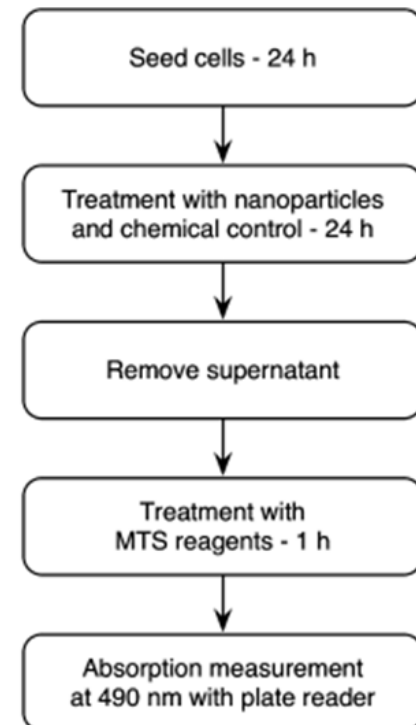 Seed cells - 24 h
Treatment with nanoparticles
and chemical control - 24 h
Remove supernatant
Treatment with
MTS reagents - 1 h
Absorption measurement
at 490 nm with plate reader